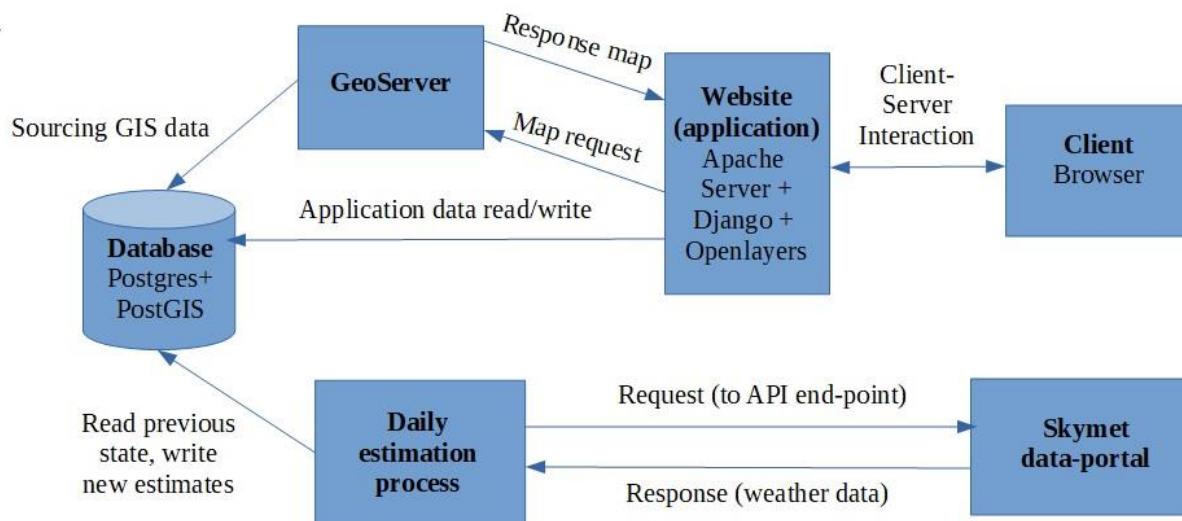 Response map
GeoServer
Sourcing GIS data
Map request
Website
(application)
Apache
Server +
Django +
Openlayers
Client-
Server
Interaction
Client
Browser
Application data read/write
Database
Postgres+
PostGIS
Read previous
state, write
new estimates
Daily
estimation
process
Request (to API end-point)
Response (weather data)
Skymet
data-portal